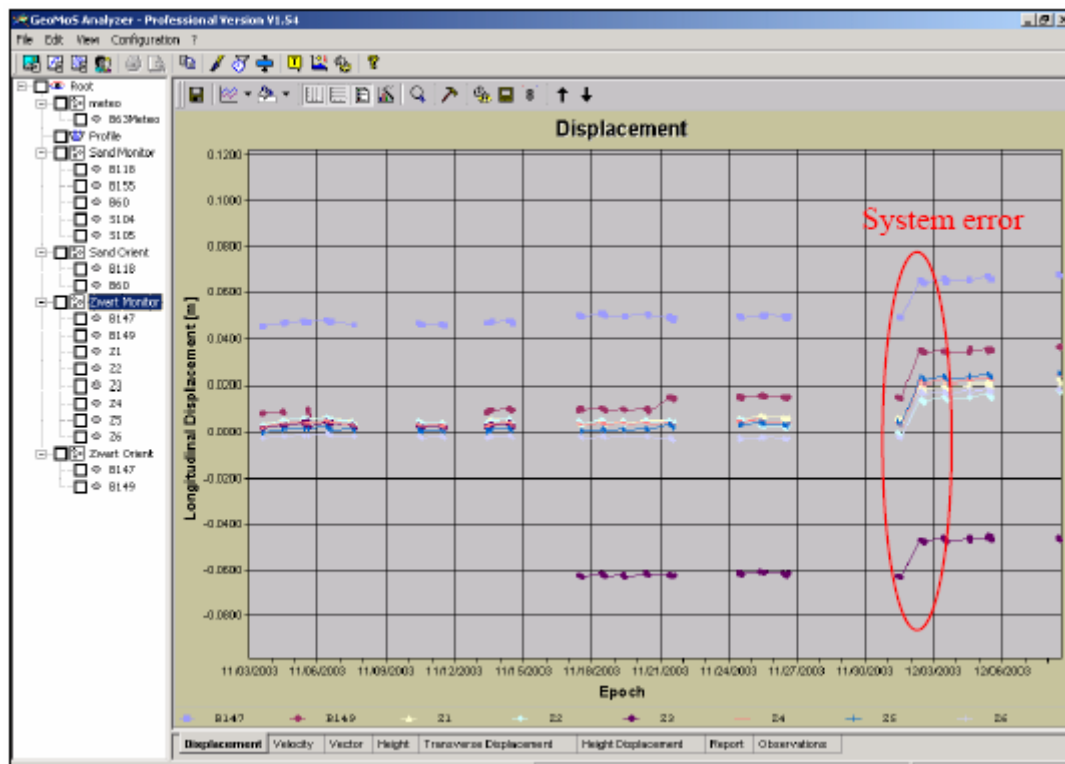 GeoMoS Analyzer - Professional Version V1.54
File Edit View Configuration ?
Root
meteo
B63Meteo
Profile
Sand Monitor
B118
B155
B60
S104
S105
Sand Orient
B118
B60
Zivert Monitor
B147
B149
Z1
Z2
Z3
Z4
Z5
Z6
Zivert Orient
B147
B149
Displacement
System error
Longitudinal Displacement [m]
0.1200
0.1000
0.0800
0.0600
0.0400
0.0200
0.0000
-0.0200
-0.0400
-0.0600
-0.0800
11/03/2003 11/06/2003 11/09/2003 11/12/2003 11/15/2003 11/18/2003 11/21/2003 11/24/2003 11/27/2003 11/30/2003 12/03/2003 12/06/2003
Epoch
B147 B149 Z1 Z2 Z3 Z4 Z5 Z6
Displacement Velocity Vector Height Transverse Displacement Height Displacement Report Observations